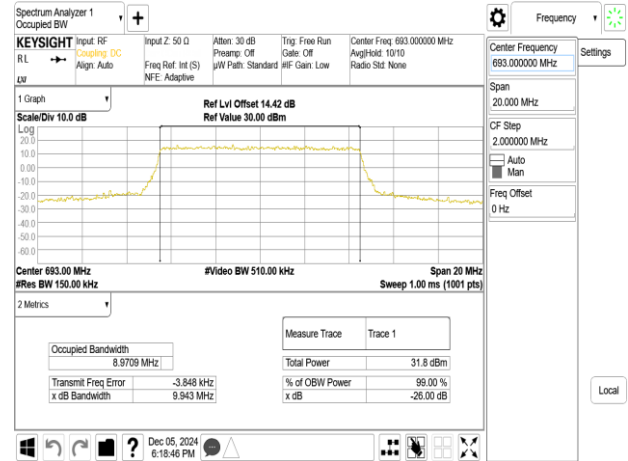 Spectrum Analyzer 1
Occupied BW
Frequency
KEYSIGHT Input: RF Input Z: 50 Ω Atten: 30 dB Trig: Free Run Center Freq: 693.000000 MHz
RL Coupling: DC Preamp: Off Gate: Off Avg|Hold: 10/10
Align: Auto Freq Ref: Int (S) µW Path: Standard #IF Gain: Low Radio Std: None
NFE: Adaptive
LXI
1 Graph
Ref Lvl Offset 14.42 dB
Scale/Div 10.0 dB Ref Value 30.00 dBm
Log
20.0
10.0
0.00
-10.0
-20.0
-30.0
-40.0
-50.0
-60.0
Center 693.00 MHz #Video BW 510.00 kHz Span 20 MHz
#Res BW 150.00 kHz Sweep 1.00 ms (1001 pts)
2 Metrics
Measure Trace Trace 1
Occupied Bandwidth
8.9709 MHz Total Power 31.8 dBm
Transmit Freq Error -3.848 kHz % of OBW Power 99.00 %
x dB Bandwidth 9.943 MHz x dB -26.00 dB
Dec 05, 2024
6:18:46 PM
Center Frequency
693.000000 MHz
Settings
Span
20.000 MHz
CF Step
2.000000 MHz
Auto
Man
Freq Offset
0 Hz
Local